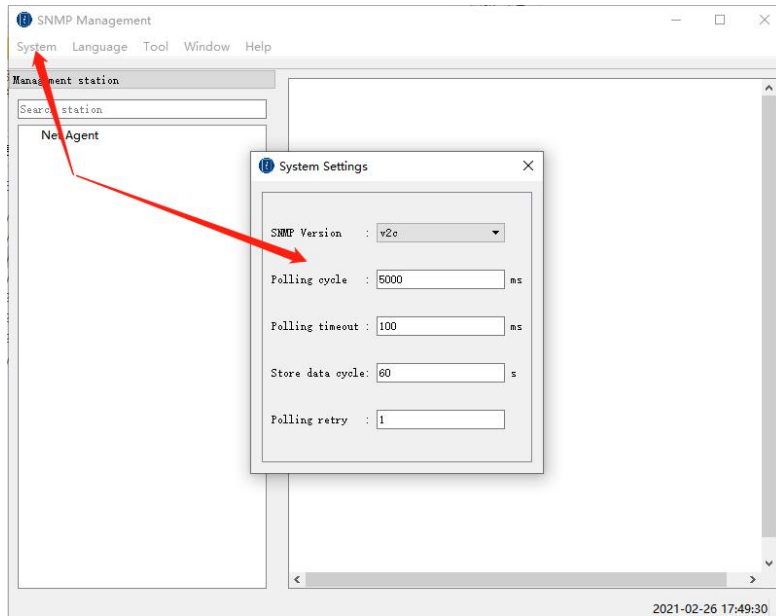 SNMP Management
System Language Tool Window Help
Management station
Search station
Net Agent
System Settings
SNMP Version : v2c
Polling cycle : 5000 ms
Polling timeout : 100 ms
Store data cycle: 60 s
Polling retry : 1
2021-02-26 17:49:30